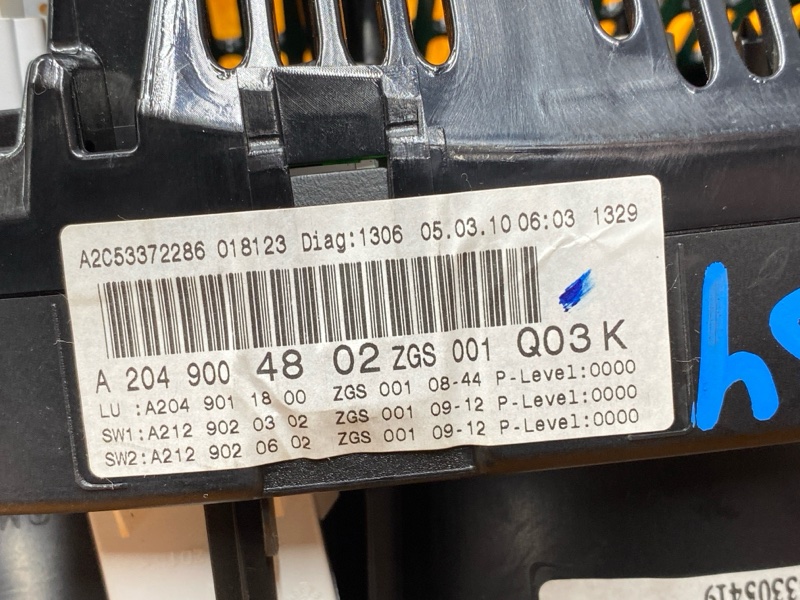 A2C53372286 018123 Diag:1306 05.03.10 06:03 1329
A 204 900 48 02 ZGS 001 Q03 K
LU :A204 901 18 00 ZGS 001 08-44 P-Level:0000
SW1:A212 902 03 02 ZGS 001 09-12 P-Level:0000
SW2:A212 902 06 02 ZGS 001 09-12 P-Level:0000
3305419